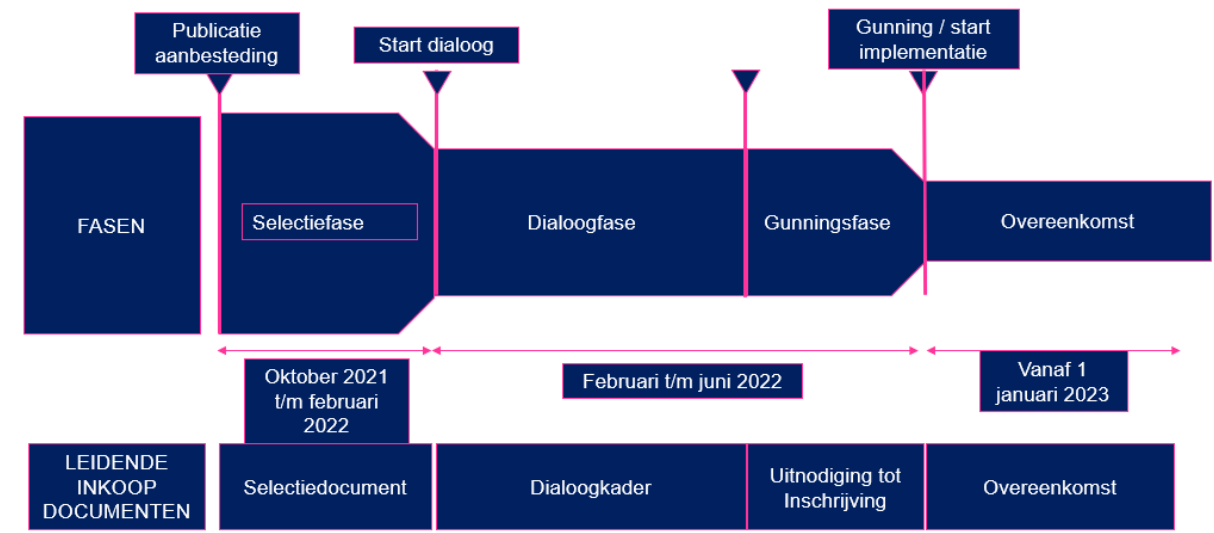 Publicatie
aanbesteding
Start dialoog
Gunning / start
implementatie
FASEN
Selectiefase
Dialoogfase
Gunningsfase
Overeenkomst
Oktober 2021
t/m februari
2022
Februari t/m juni 2022
Vanaf 1
januari 2023
LEIDENDE
INKOOP
DOCUMENTEN
Selectiedocument
Dialoogkader
Uitnodiging tot
Inschrijving
Overeenkomst